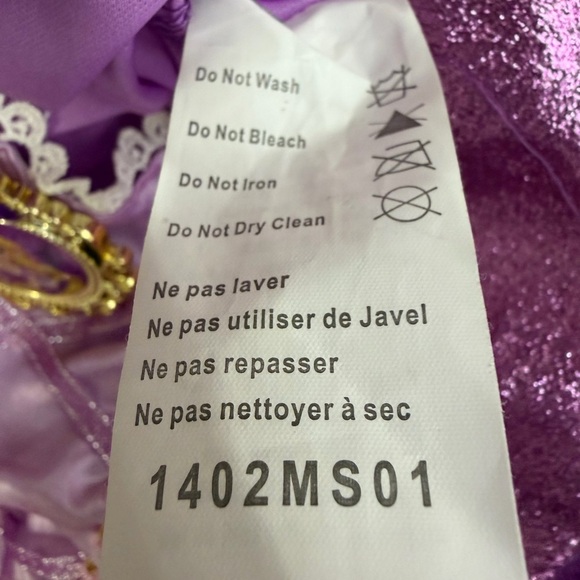 Do Not Wash
Do Not Bleach
Do Not Iron
Do Not Dry Clean
Ne pas laver
Ne pas utiliser de Javel
Ne pas repasser
Ne pas nettoyer à sec
1402MS01